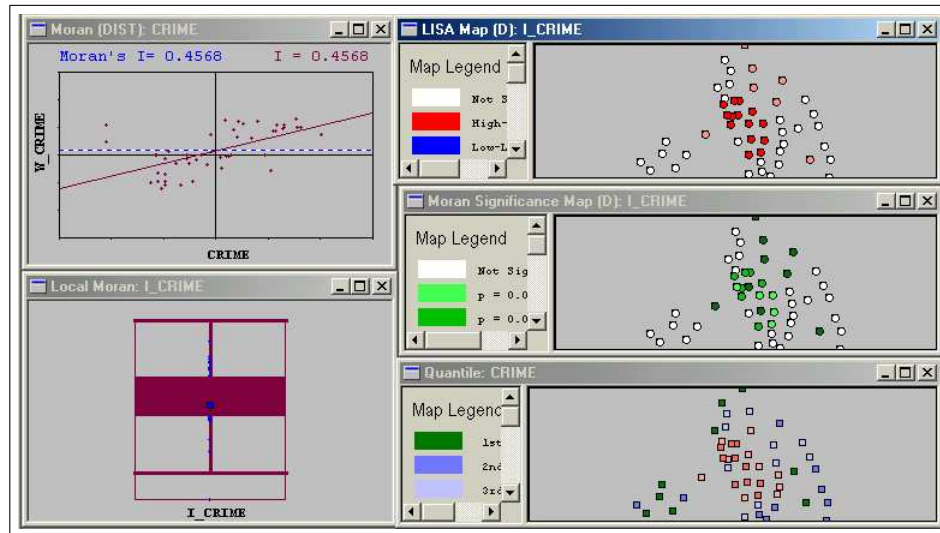 Moran (DIST): CRIME
Moran's I= 0.4568
I = 0.4568
W_CRIME
CRIME
Local Moran: I_CRIME
I_CRIME
LISA Map (D): I_CRIME
Map Legend
Not S
High-
Low-L
Moran Significance Map (D): I_CRIME
Map Legend
Not Sig
p = 0.0
p = 0.0
Quantile: CRIME
Map Legend
1st
2nd
3rd